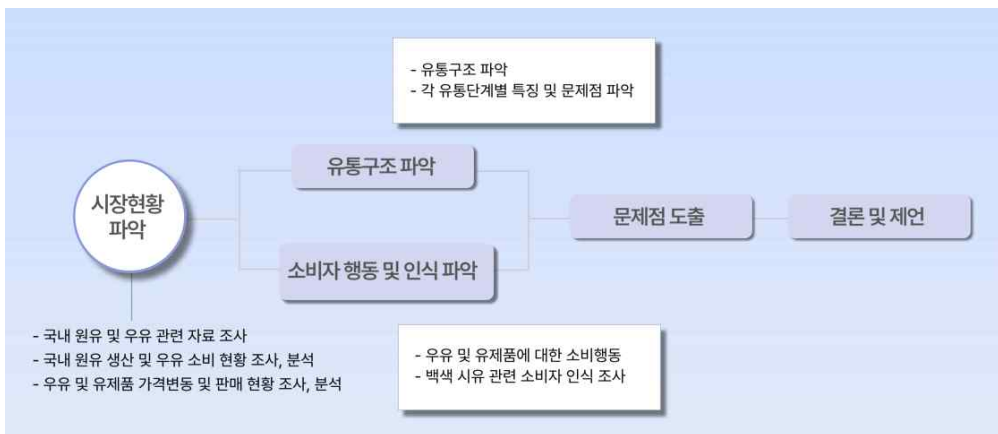 - 유통구조 파악
- 각 유통단계별 특징 및 문제점 파악
유통구조 파악
시장현황
파악
문제점 도출
결론 및 제언
소비자 행동 및 인식 파악
- 국내 원유 및 우유 관련 자료 조사
- 국내 원유 생산 및 우유 소비 현황 조사, 분석
- 우유 및 유제품 가격변동 및 판매 현황 조사, 분석
- 우유 및 유제품에 대한 소비행동
- 백색 시유 관련 소비자 인식 조사